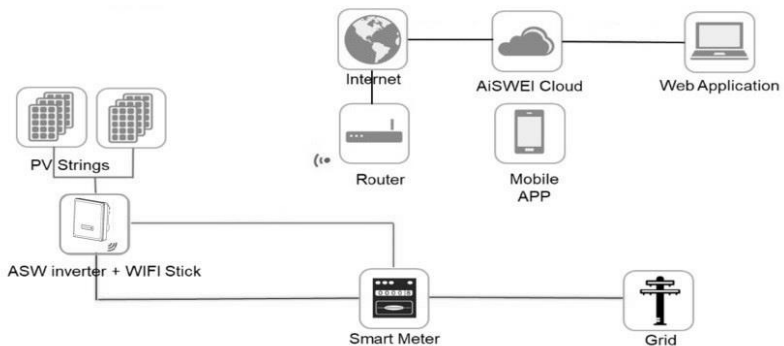 Internet
AiSWEI Cloud
Web Application
PV Strings
Router
Mobile
APP
ASW inverter + WIFI Stick
Smart Meter
Grid